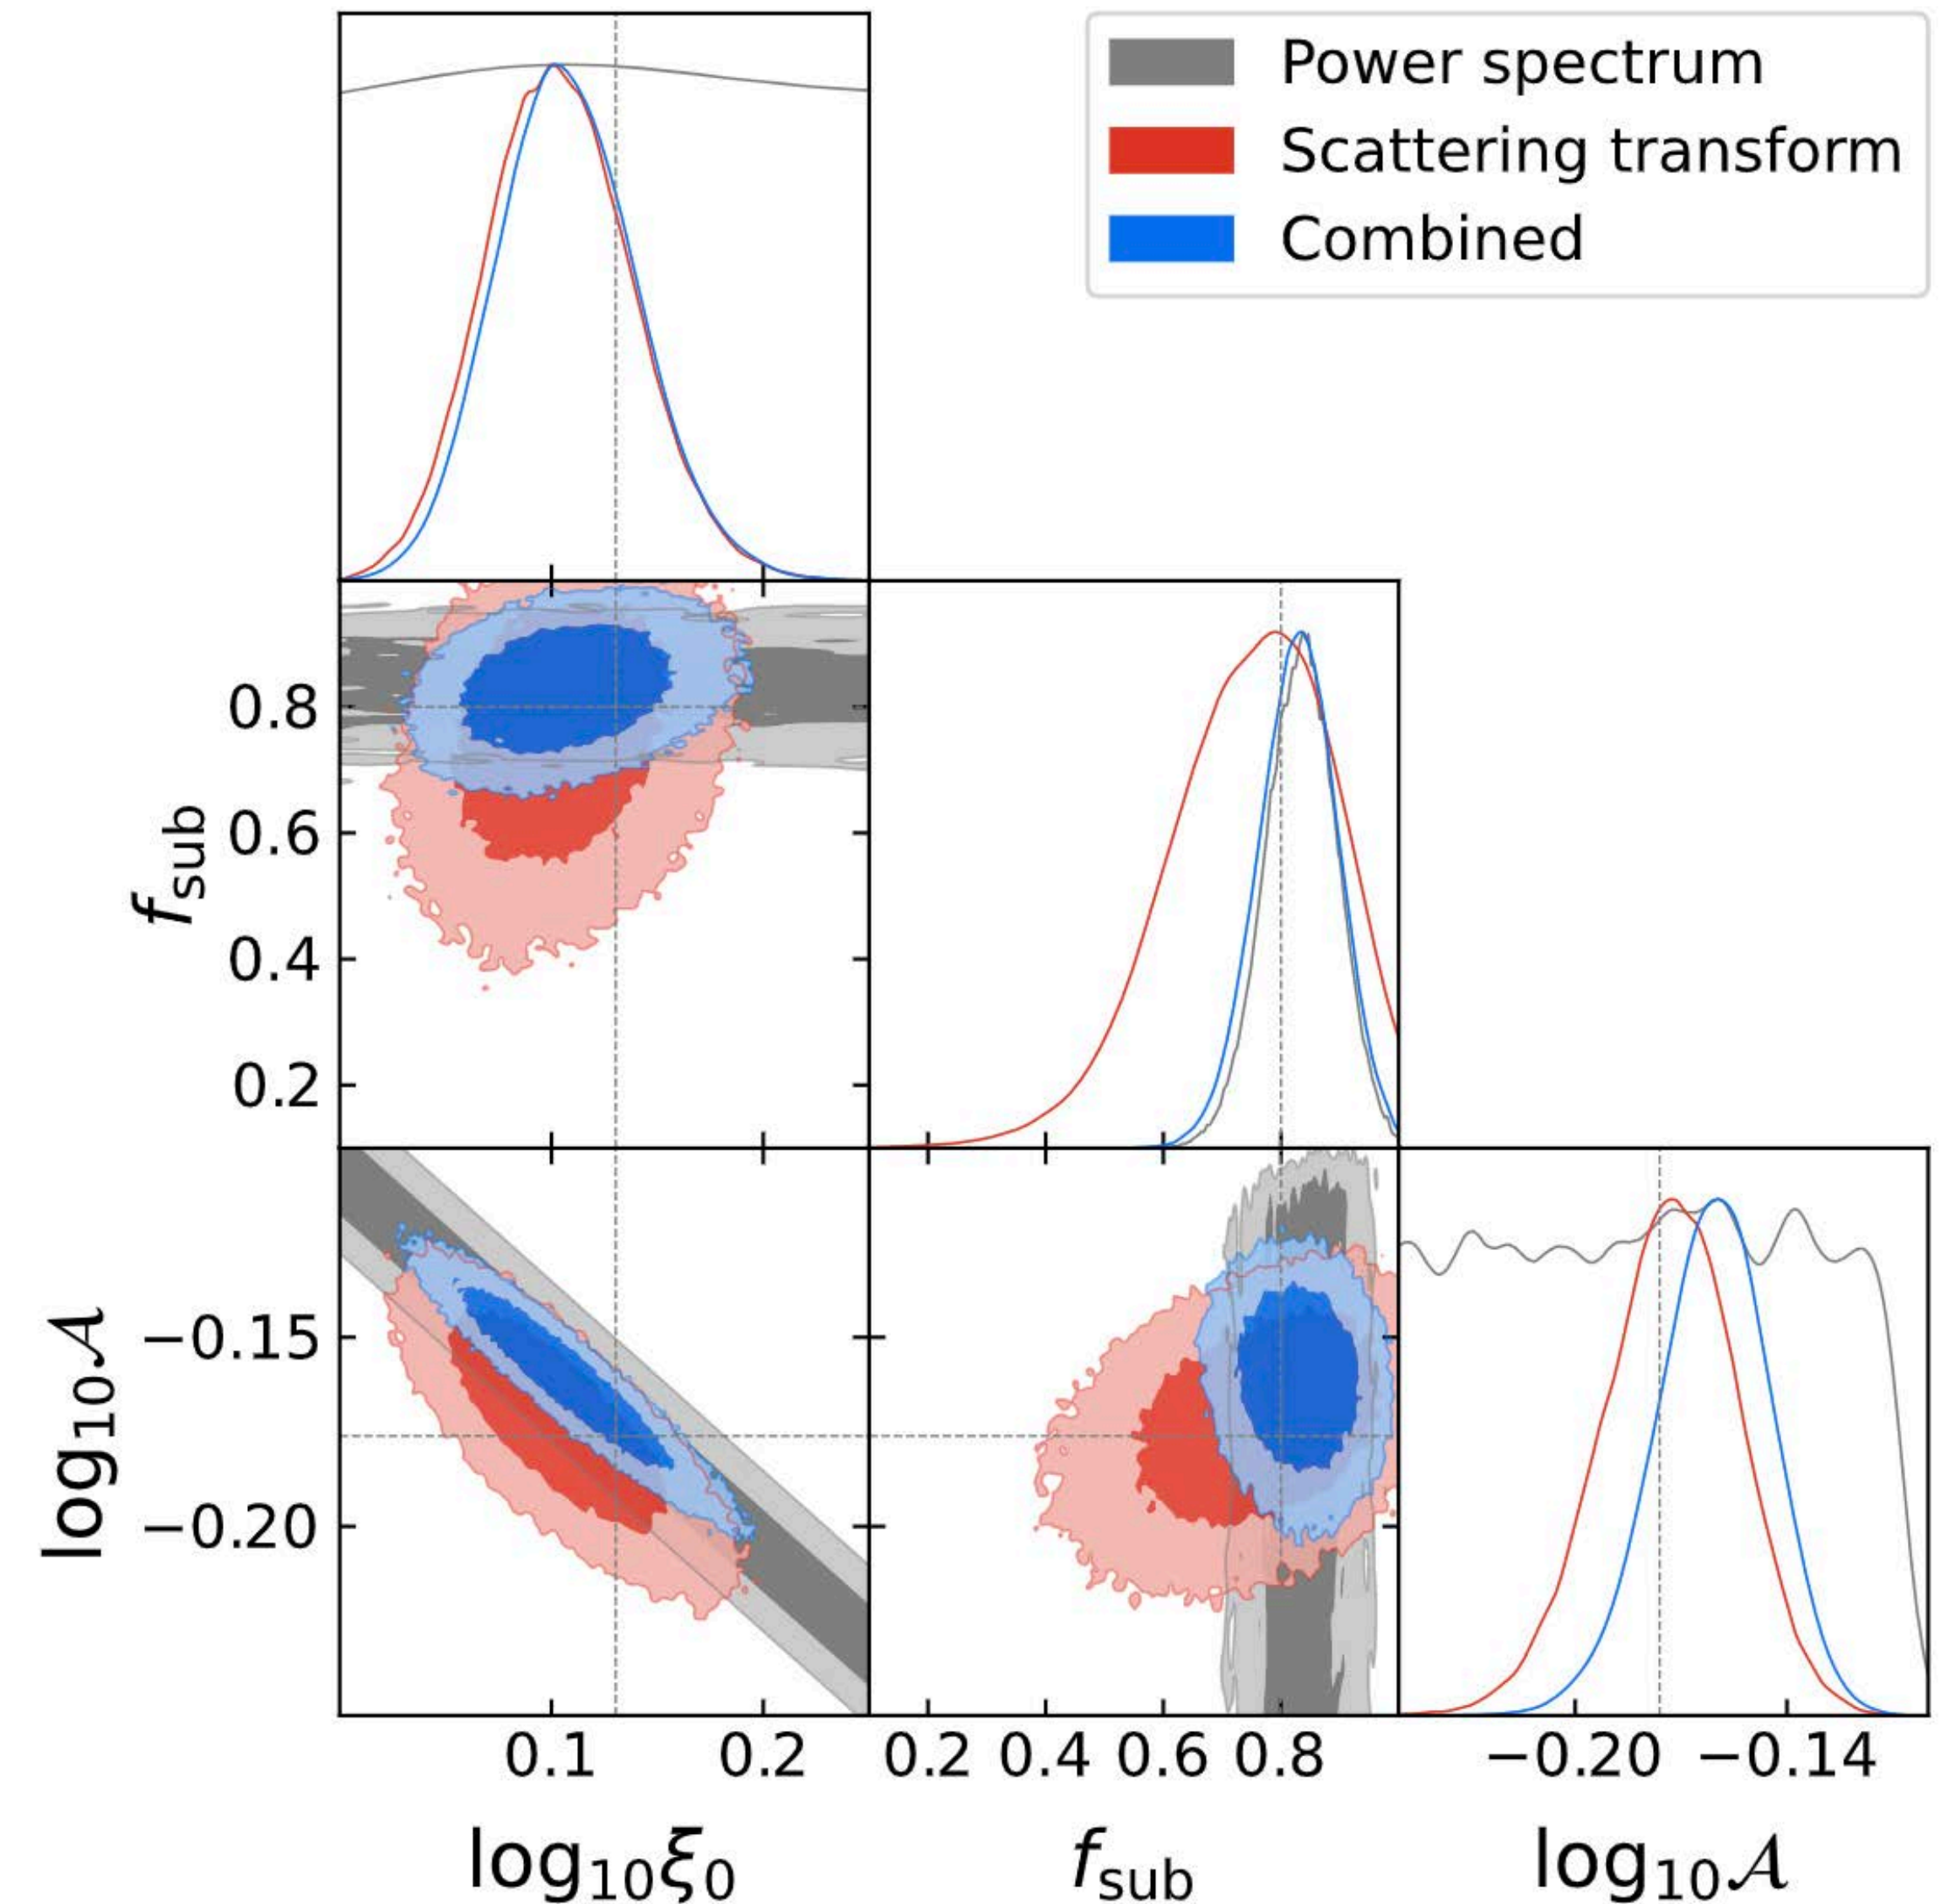 Power spectrum
Scattering transform
Combined
0.8
0.6
0.4
0.2
f_sub
−0.15
−0.20
log₁₀𝒜
0.1 0.2 0.2 0.4 0.6 0.8 −0.20 −0.14
log₁₀ξ₀ f_sub log₁₀𝒜